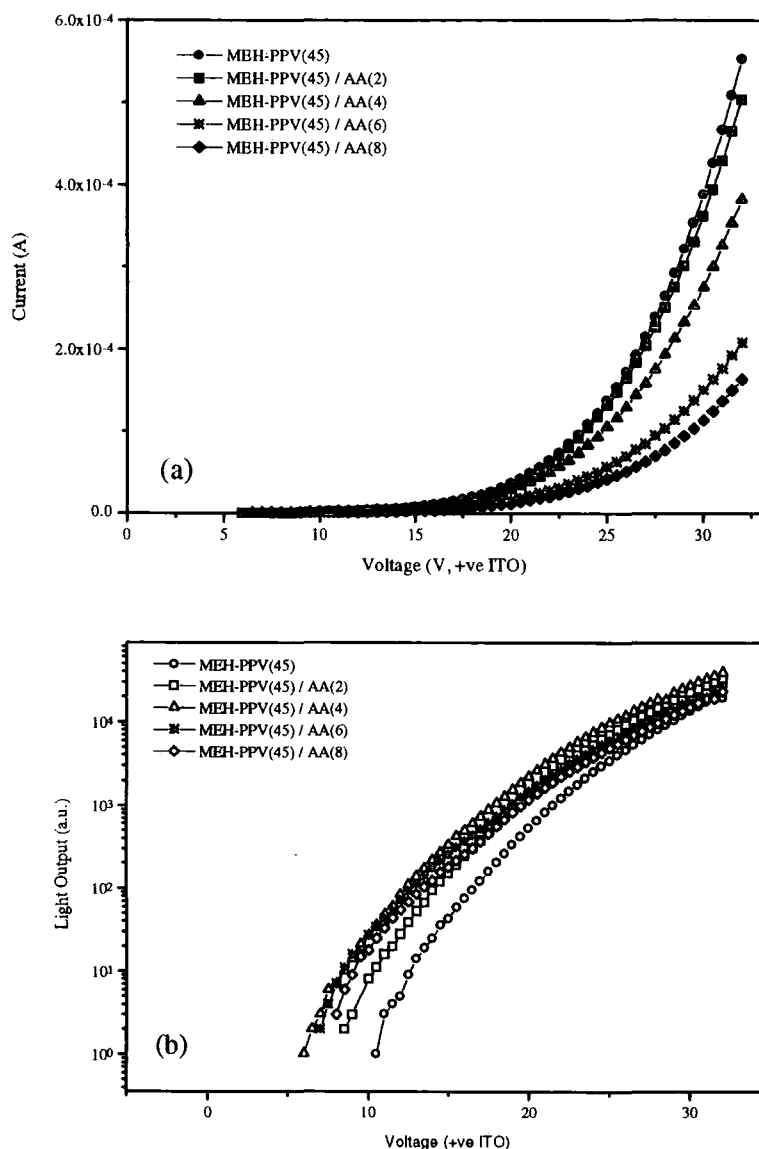 6.0x10⁻⁴
MEH-PPV(45)
MEH-PPV(45) / AA(2)
MEH-PPV(45) / AA(4)
MEH-PPV(45) / AA(6)
MEH-PPV(45) / AA(8)
4.0x10⁻⁴
Current (A)
2.0x10⁻⁴
(a)
0.0
0 5 10 15 20 25 30
Voltage (V, +ve ITO)
MEH-PPV(45)
MEH-PPV(45) / AA(2)
MEH-PPV(45) / AA(4)
MEH-PPV(45) / AA(6)
MEH-PPV(45) / AA(8)
10⁴
10³
Light Output (a.u.)
10²
10¹
10⁰
(b)
0 10 20 30
Voltage (+ve ITO)